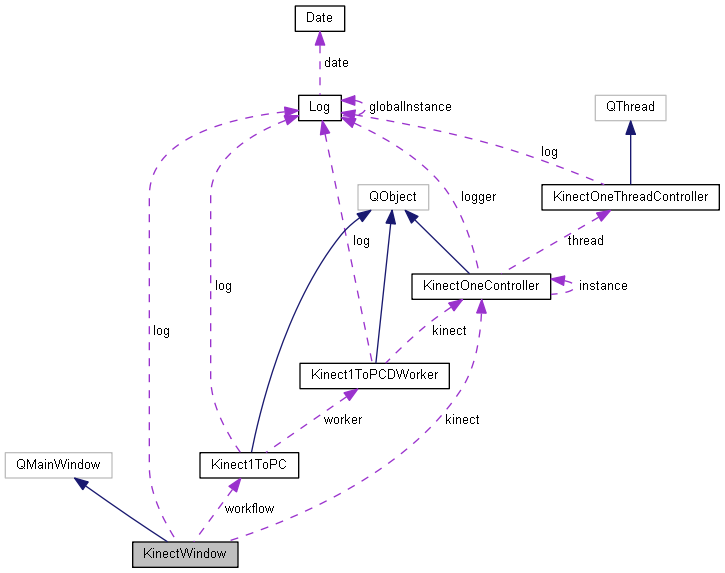 Date
date
Log
globalInstance
QThread
log
QObject
logger
KinectOneThreadController
log
thread
log
KinectOneController
instance
log
kinect
Kinect1ToPCDWorker
worker
kinect
QMainWindow
Kinect1ToPC
workflow
KinectWindow